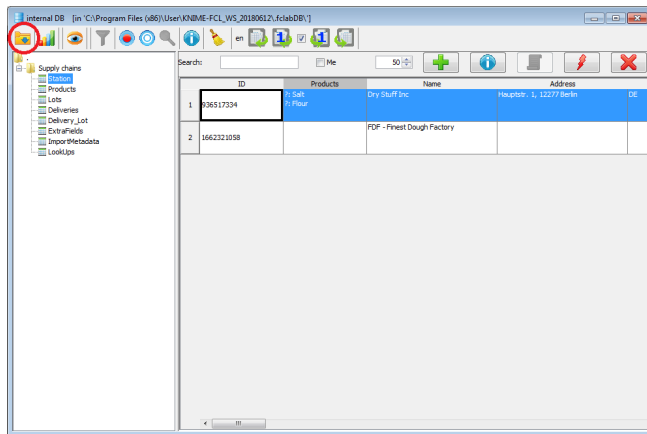 internal DB   [in 'C:\Program Files (x86)\User\KNIME-FCL_WS_20180612\.fclabDB\']
en 1 1
Search: Me 50
.
Supply chains
Station
Products
Lots
Deliveries
Delivery_Lot
ExtraFields
ImportMetadata
LookUps
ID Products Name Address
1 936517334 ?: Salt Dry Stuff Inc Hauptstr. 1, 12277 Berlin DE
?: Flour
2 1662321058 FDF - Finest Dough Factory